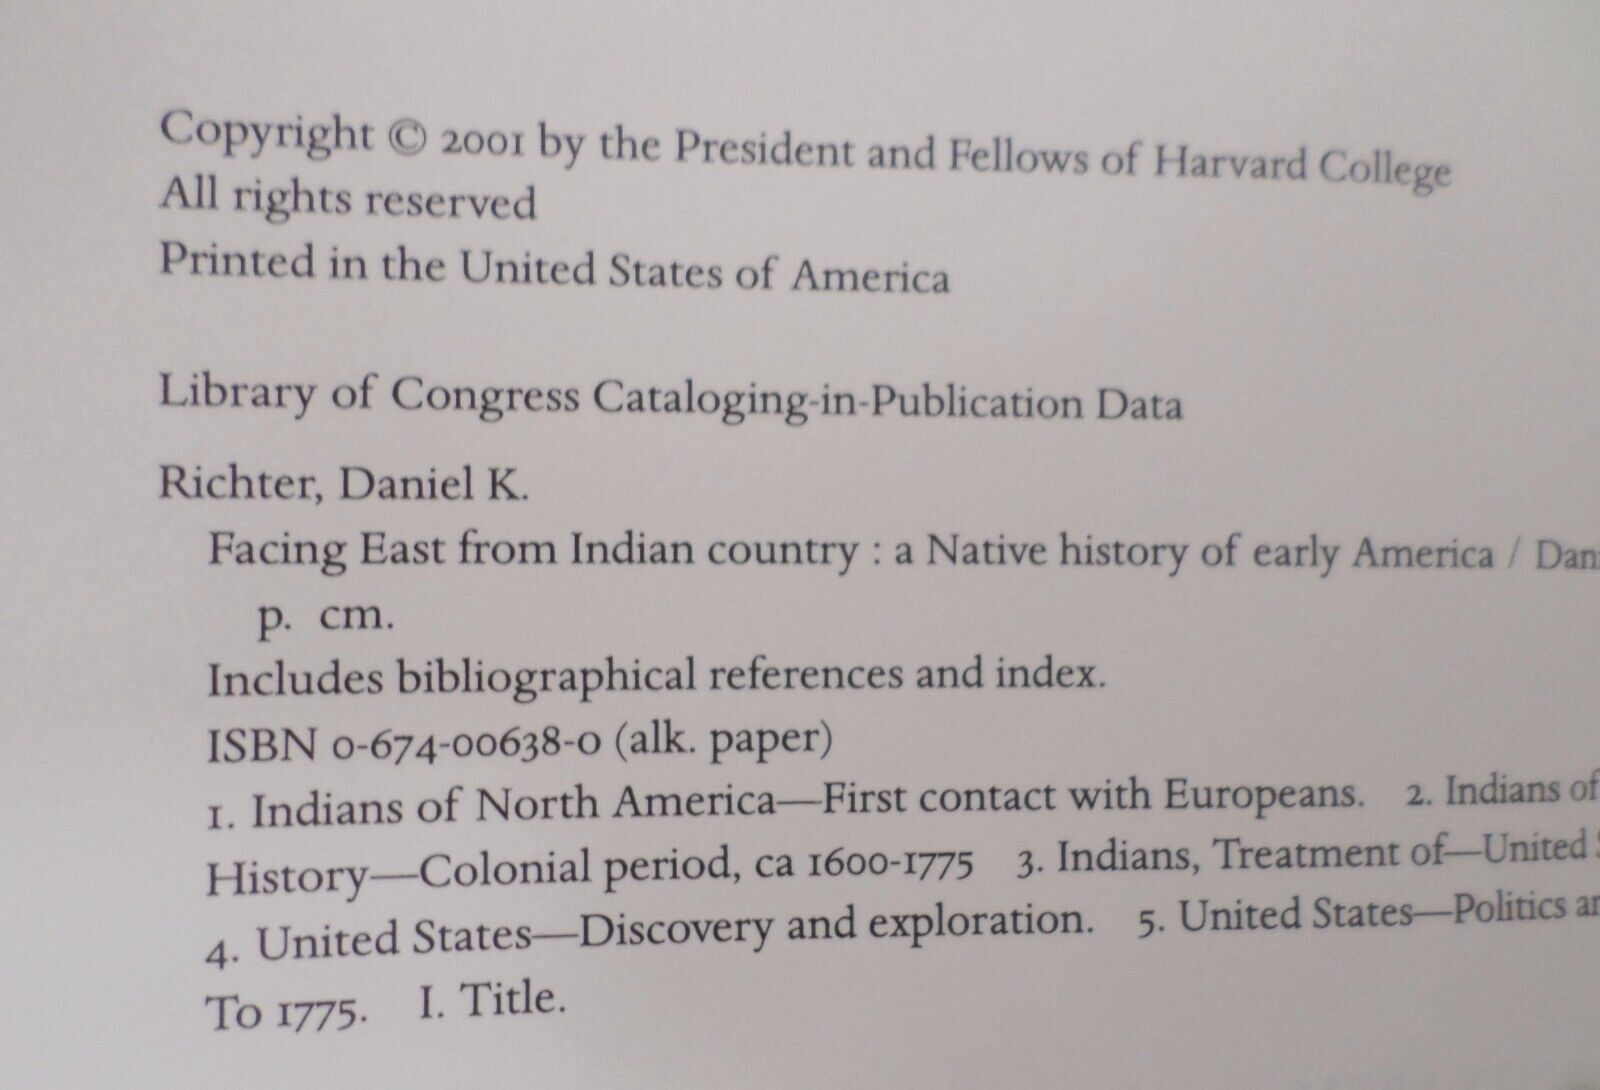 Copyright © 2001 by the President and Fellows of Harvard College
All rights reserved
Printed in the United States of America
Library of Congress Cataloging-in-Publication Data
Richter, Daniel K.
Facing East from Indian country : a Native history of early America /
p. cm.
Includes bibliographical references and index.
ISBN 0-674-00638-0 (alk. paper)
1. Indians of North America—First contact with Europeans. 2. Indians of
History—Colonial period, ca 1600-1775 3. Indians, Treatment of—United
4. United States—Discovery and exploration. 5. United States—Politics
To 1775. I. Title.